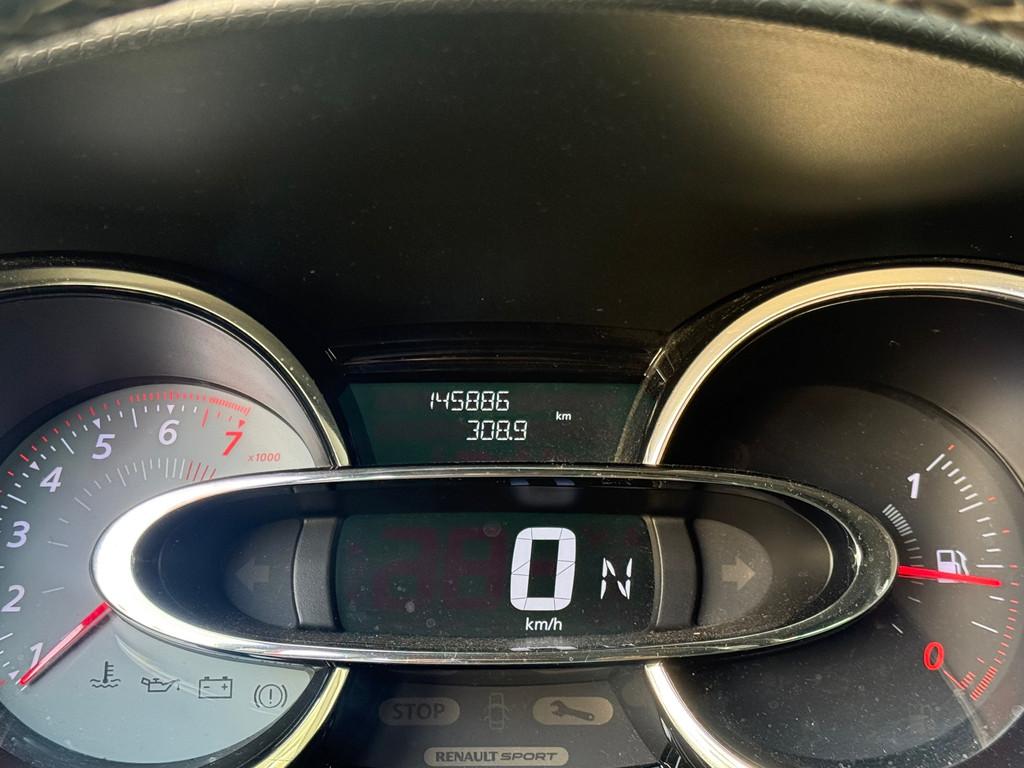 145886
km
308.9
7
6
5
4
3
2
1
x1000
1
0
0
N
km/h
STOP
RENAULT SPORT